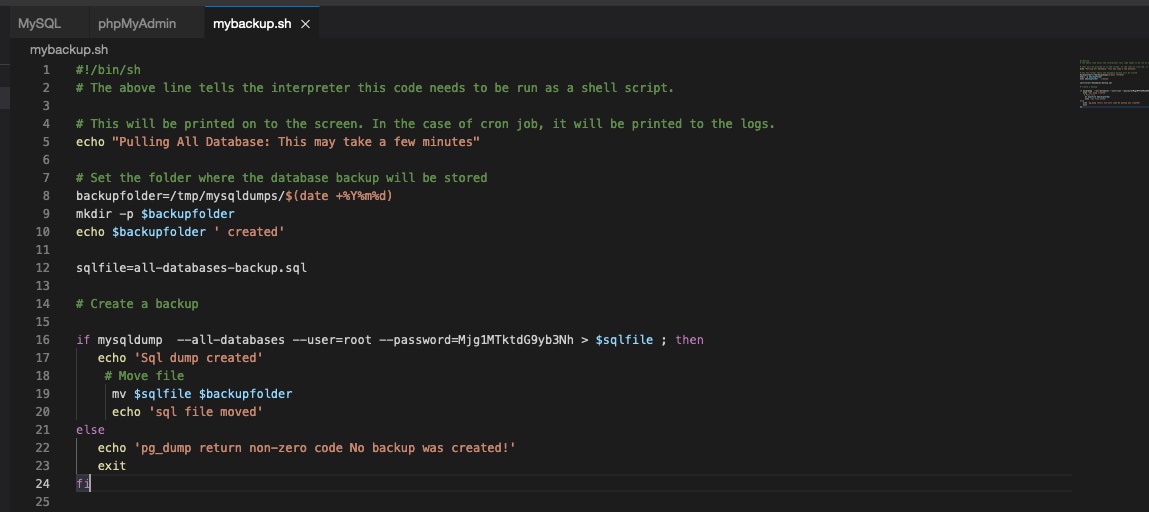 MySQL phpMyAdmin mybackup.sh ×
mybackup.sh
1 #!/bin/sh
2 # The above line tells the interpreter this code needs to be run as a shell script.
3
4 # This will be printed on to the screen. In the case of cron job, it will be printed to the logs.
5 echo "Pulling All Database: This may take a few minutes"
6
7 # Set the folder where the database backup will be stored
8 backupfolder=/tmp/mysqldumps/$(date +%Y%m%d)
9 mkdir -p $backupfolder
10 echo $backupfolder ' created'
11
12 sqlfile=all-databases-backup.sql
13
14 # Create a backup
15
16 if mysqldump  --all-databases --user=root --password=Mjg1MTktdG9yb3Nh > $sqlfile ; then
17    echo 'Sql dump created'
18     # Move file
19      mv $sqlfile $backupfolder
20      echo 'sql file moved'
21 else
22    echo 'pg_dump return non-zero code No backup was created!'
23    exit
24 fi
25